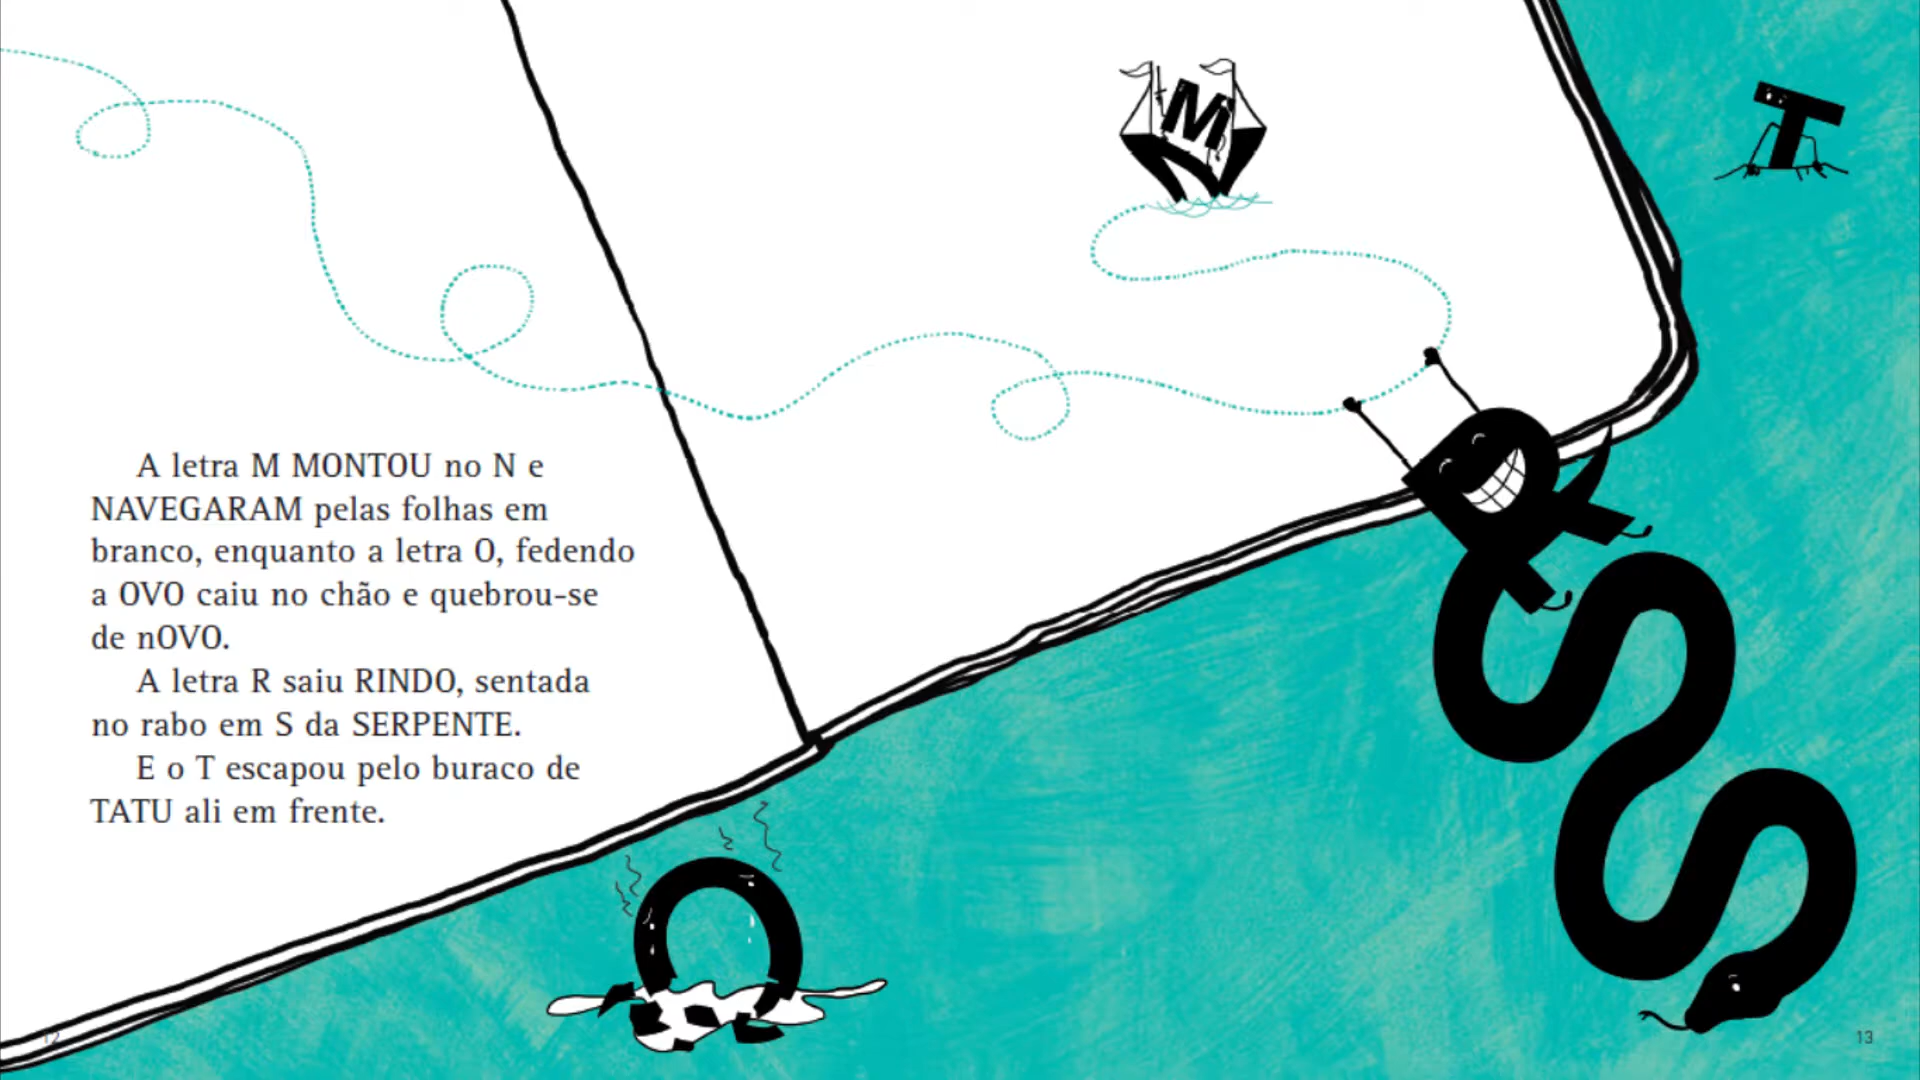 A letra M MONTOU no N e
NAVEGARAM pelas folhas em
branco, enquanto a letra O, fedendo
a OVO caiu no chão e quebrou-se
de nOVO.
A letra R saiu RINDO, sentada
no rabo em S da SERPENTE.
E o T escapou pelo buraco de
TATU ali em frente.
M
N
T
R
S
S
O
12
13